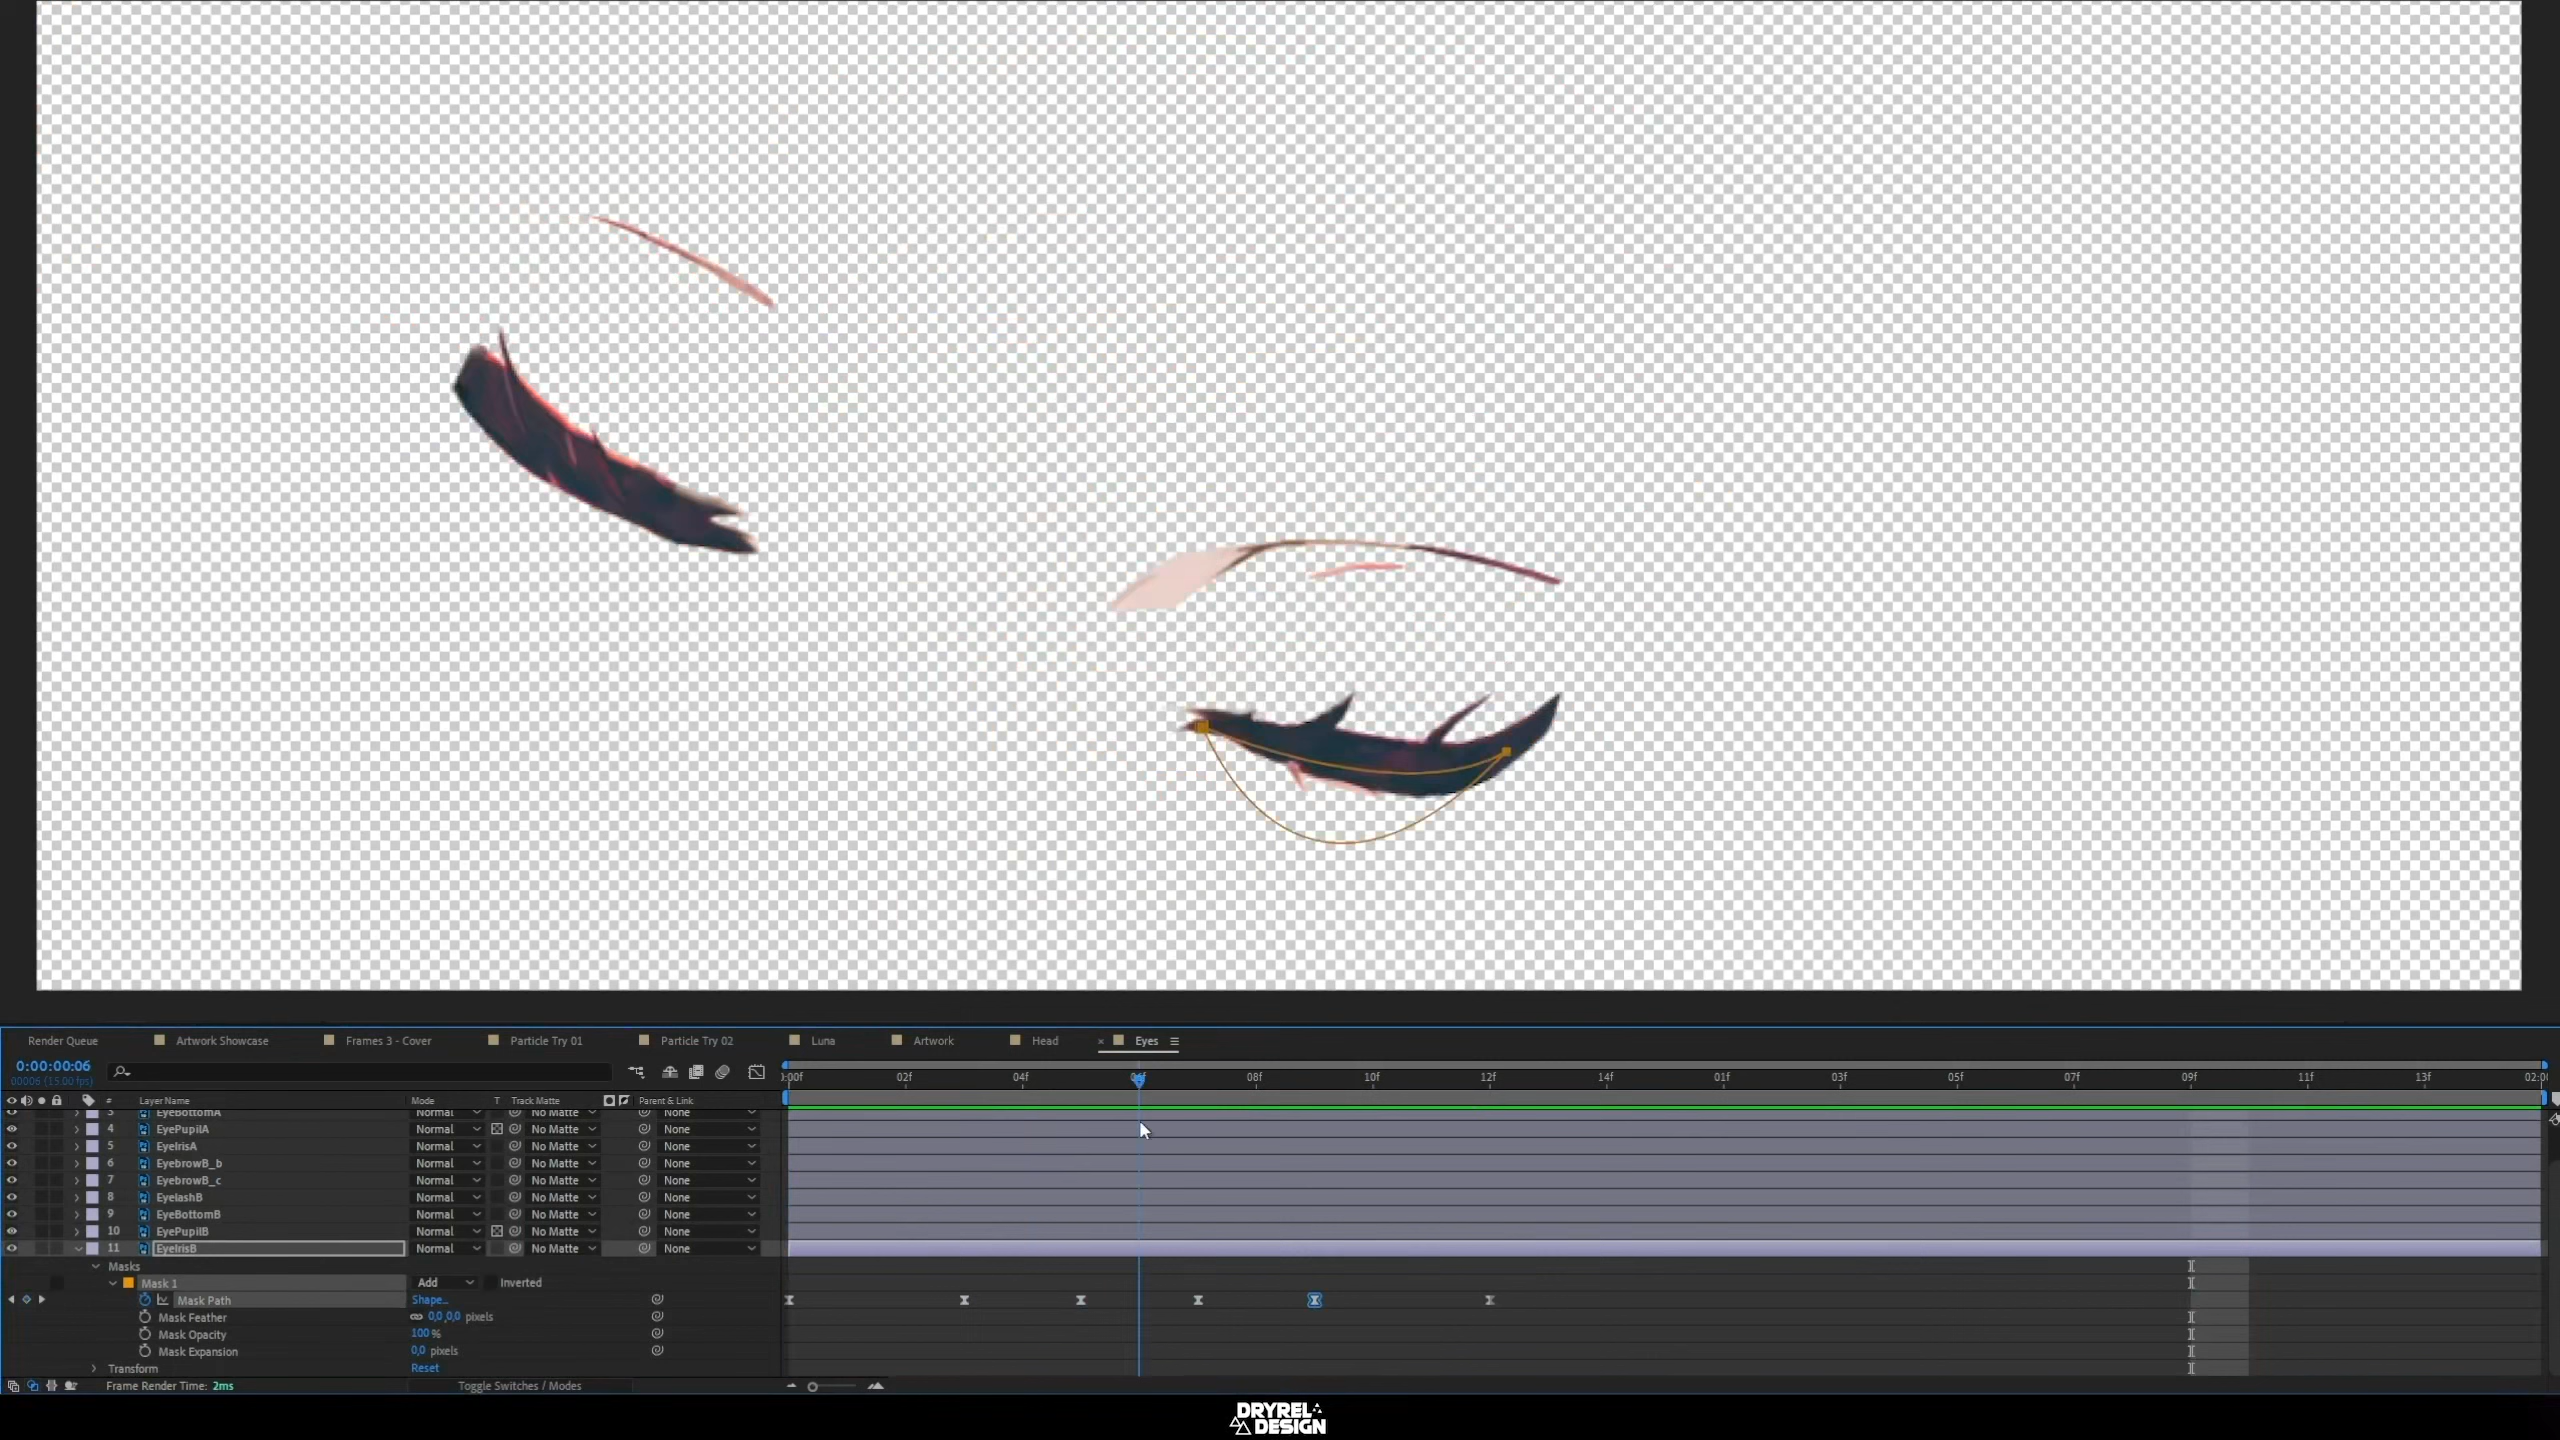 Render Queue Artwork Showcase Frames 3 - Cover Particle Try 01 Particle Try 02 Luna Artwork Head × Eyes
0:00:00:06
00006 (15.00 fps)
:00f 02f 04f 06f 08f 10f 12f 14f 01f 03f 05f 07f 09f 11f 13f 02:0
# Layer Name Mode T Track Matte Parent & Link
3 EyeBottomA Normal No Matte None
4 EyePupilA Normal No Matte None
5 EyeIrisA Normal No Matte None
6 EyebrowB_b Normal No Matte None
7 EyebrowB_c Normal No Matte None
8 EyelashB Normal No Matte None
9 EyeBottomB Normal No Matte None
10 EyePupilB Normal No Matte None
11 EyeIrisB Normal No Matte None
Masks
Mask 1 Add Inverted
Mask Path Shape...
Mask Feather 0,0,0,0 pixels
Mask Opacity 100 %
Mask Expansion 0,0 pixels
Transform Reset
Frame Render Time: 2ms Toggle Switches / Modes
DRYREL
DESIGN